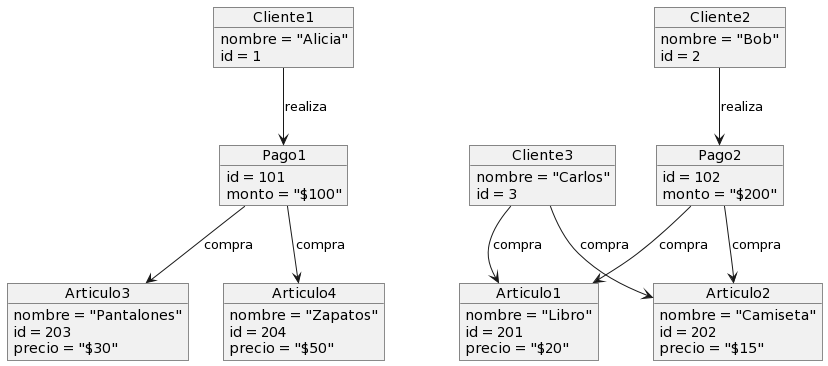 Cliente1
nombre = "Alicia"
id = 1
Cliente2
nombre = "Bob"
id = 2
realiza
realiza
Pago1
id = 101
monto = "$100"
Cliente3
nombre = "Carlos"
id = 3
Pago2
id = 102
monto = "$200"
compra
compra
compra
compra
compra
compra
Articulo3
nombre = "Pantalones"
id = 203
precio = "$30"
Articulo4
nombre = "Zapatos"
id = 204
precio = "$50"
Articulo1
nombre = "Libro"
id = 201
precio = "$20"
Articulo2
nombre = "Camiseta"
id = 202
precio = "$15"